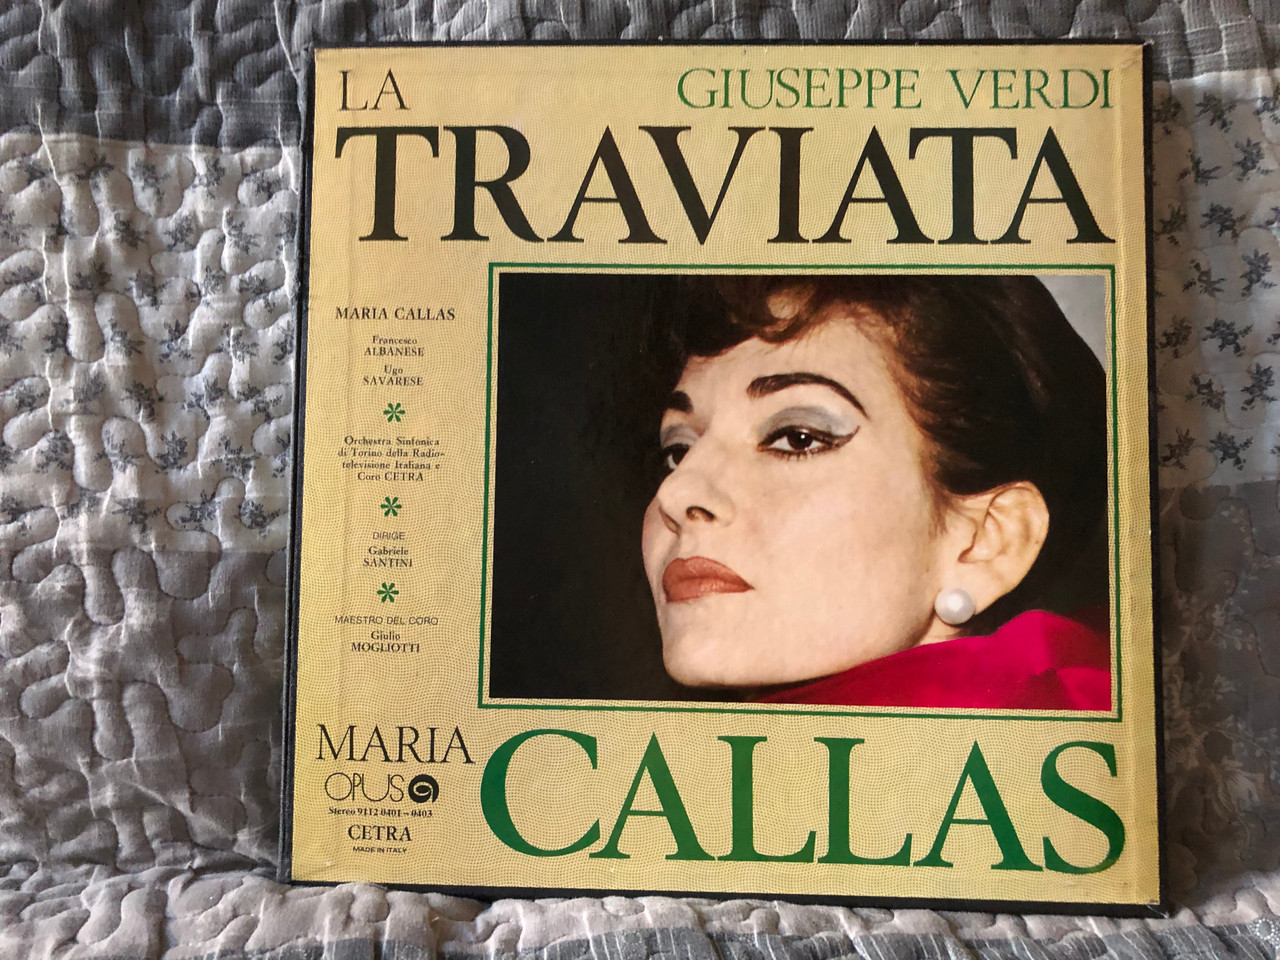 LA
GIUSEPPE VERDI
TRAVIATA
MARIA CALLAS
Francesco
ALBANESE
Ugo
SAVARESE
*
Orchestra Sinfonica
di Torino della Radio-
televisione Italiana e
Coro CETRA
*
DIRIGE
Gabriele
SANTINI
*
MAESTRO DEL CORO
Giulio
MOGLIOTTI
MARIA
CALLAS
OPUS
Stereo 9112 0401 – 0403
CETRA
MADE IN ITALY